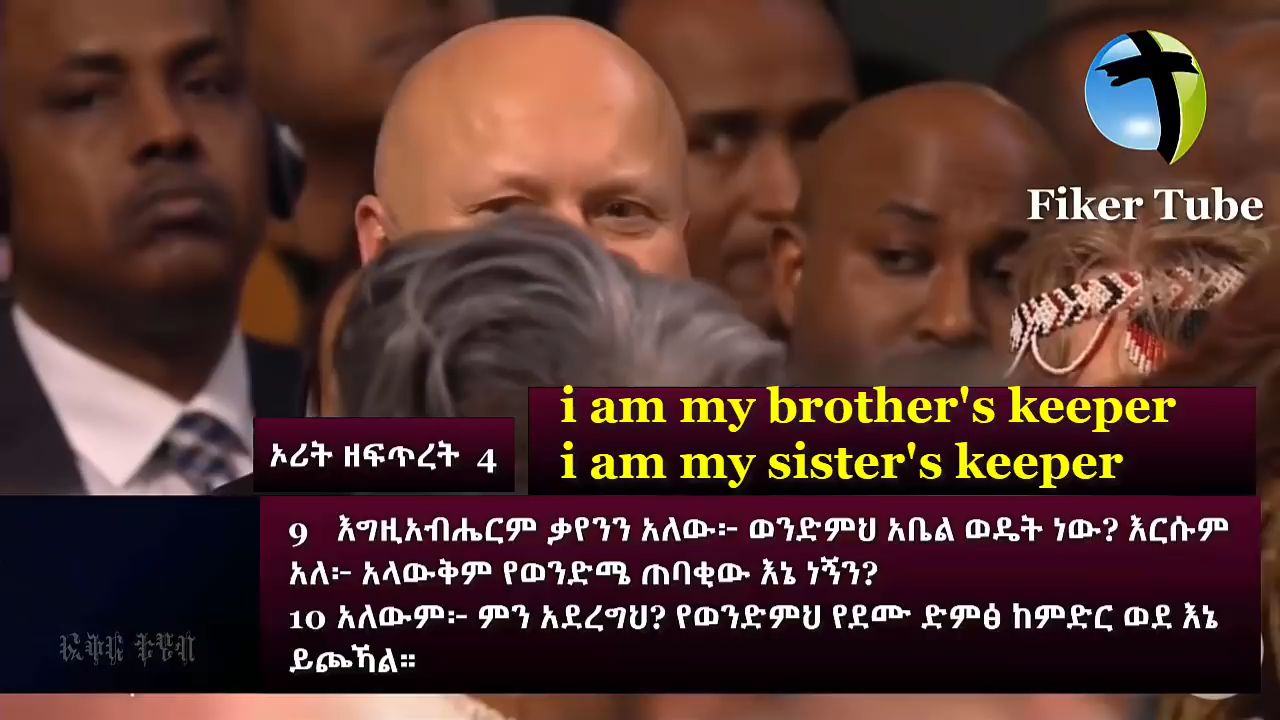 Fiker Tube
i am my brother's keeper
i am my sister's keeper
ኦሪት ዘፍጥረት 4
9 እግዚአብሔርም ቃየንን አለው፦ ወንድምህ አቤል ወዴት ነው? እርሱም
አለ፦ አላውቅም የወንድሜ ጠባቂው እኔ ነኝን?
10 አለውም፦ ምን አደረግህ? የወንድምህ የደሙ ድምፅ ከምድር ወደ እኔ
ይጮኻል።
ፍቅር ቱዩብ